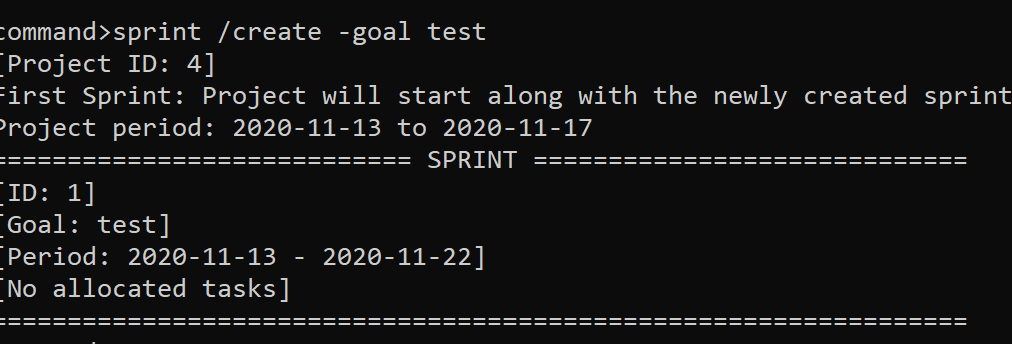 command>sprint /create -goal test
[Project ID: 4]
First Sprint: Project will start along with the newly created sprint
Project period: 2020-11-13 to 2020-11-17
============================ SPRINT =============================
[ID: 1]
[Goal: test]
[Period: 2020-11-13 - 2020-11-22]
[No allocated tasks]
=================================================================